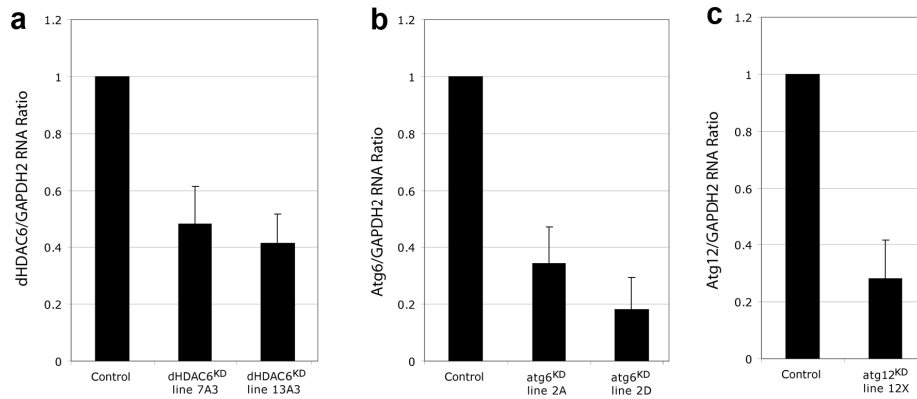 a
dHDAC6/GAPDH2 RNA Ratio
1.2
1
0.8
0.6
0.4
0.2
0
Control
dHDAC6KD
line 7A3
dHDAC6KD
line 13A3
b
Atg6/GAPDH2 RNA Ratio
1.2
1
0.8
0.6
0.4
0.2
0
Control
atg6KD
line 2A
atg6KD
line 2D
c
Atg12/GAPDH2 RNA Ratio
1.2
1
0.8
0.6
0.4
0.2
0
Control
atg12KD
line 12X